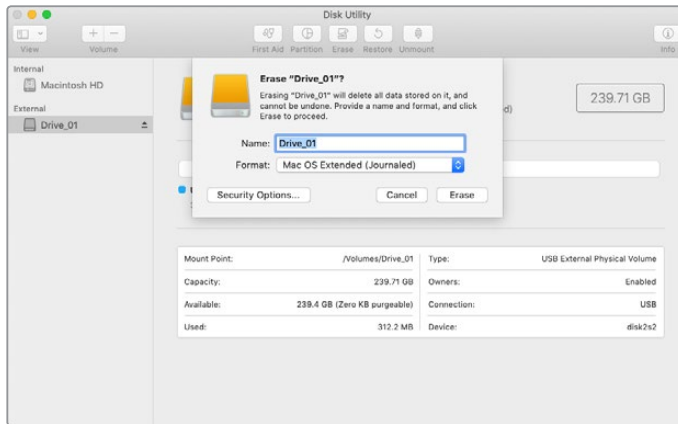 Disk Utility
View
Volume
First Aid
Partition
Erase
Restore
Unmount
Info
Internal
Macintosh HD
External
Drive_01
Erase "Drive_01"?
Erasing "Drive_01" will delete all data stored on it, and
cannot be undone. Provide a name and format, and click
Erase to proceed.
Name: Drive_01
Format: Mac OS Extended (Journaled)
Security Options...
Cancel
Erase
239.71 GB
Mount Point: /Volumes/Drive_01
Type: USB External Physical Volume
Capacity: 239.71 GB
Owners: Enabled
Available: 239.4 GB (Zero KB purgeable)
Connection: USB
Used: 312.2 MB
Device: disk2s2